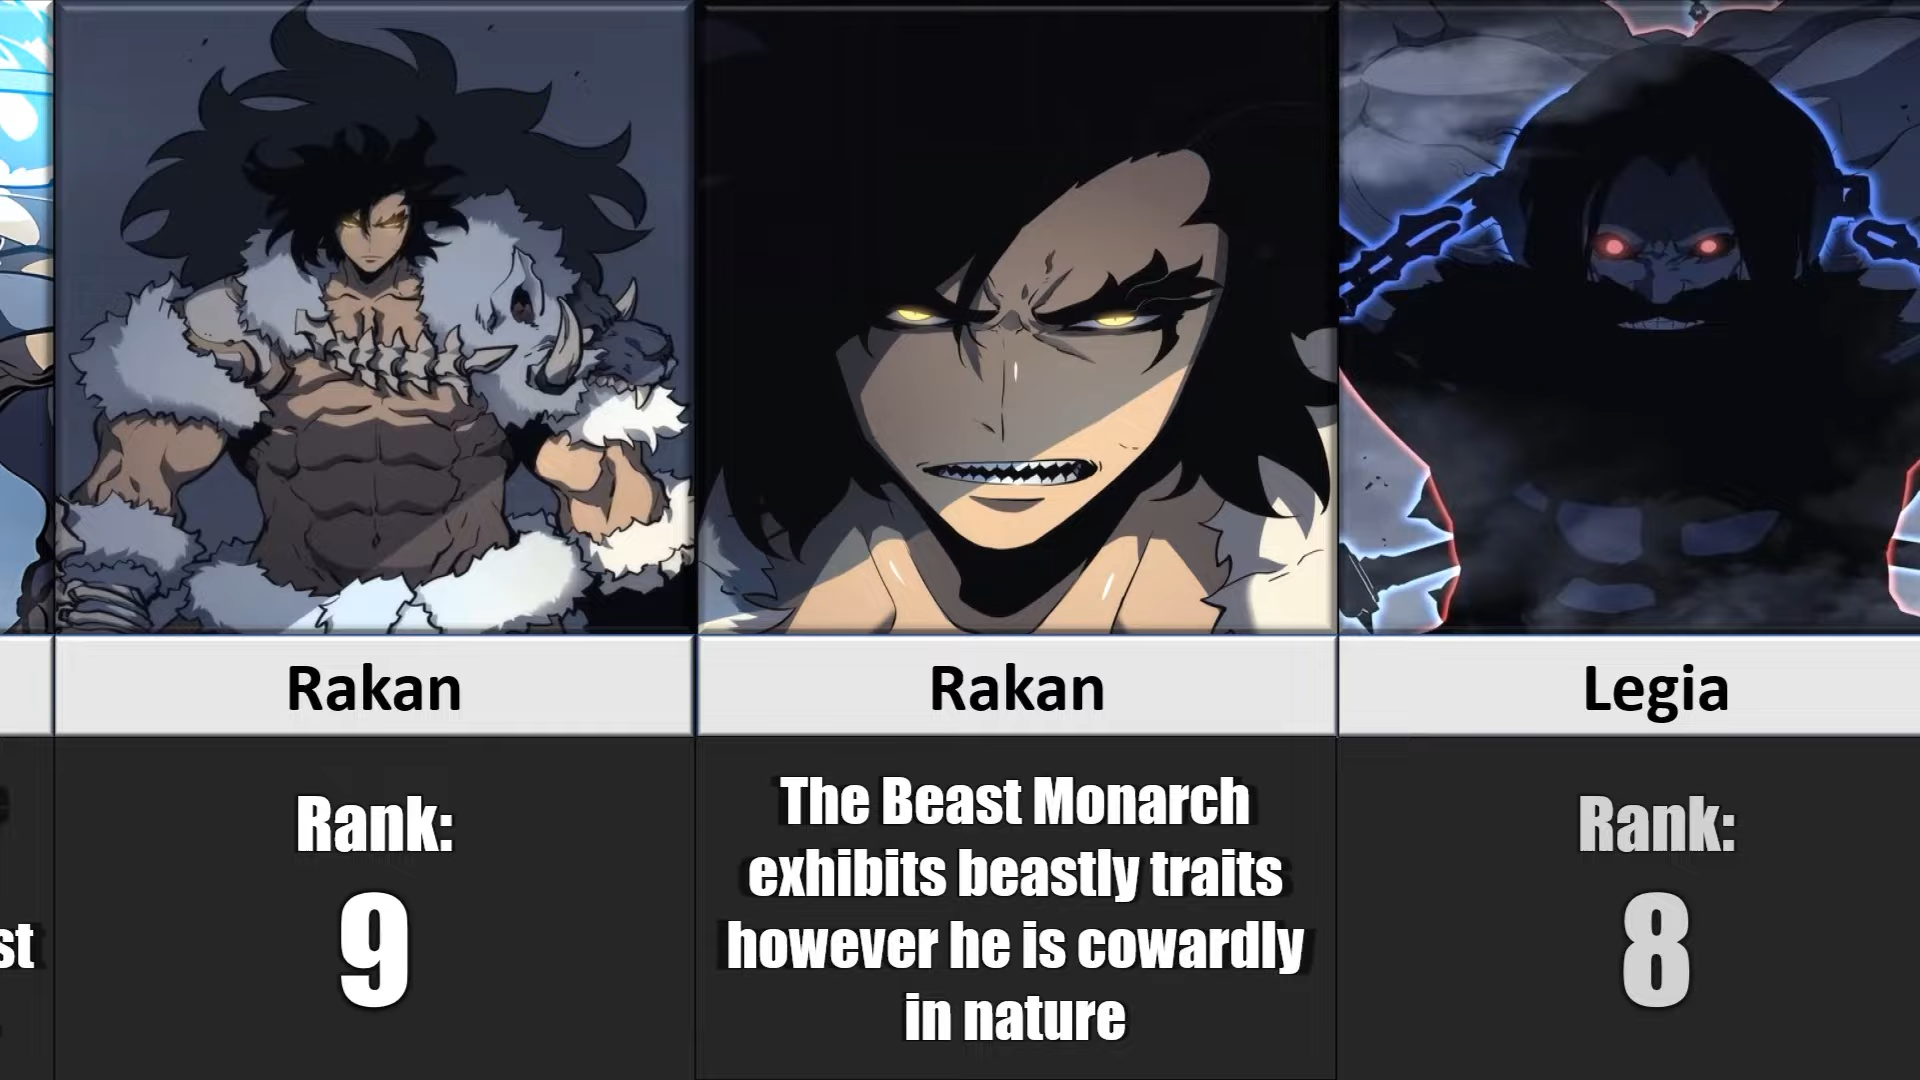 st
Rakan
Rank:
9
Rakan
The Beast Monarch
exhibits beastly traits
however he is cowardly
in nature
Legia
Rank:
8